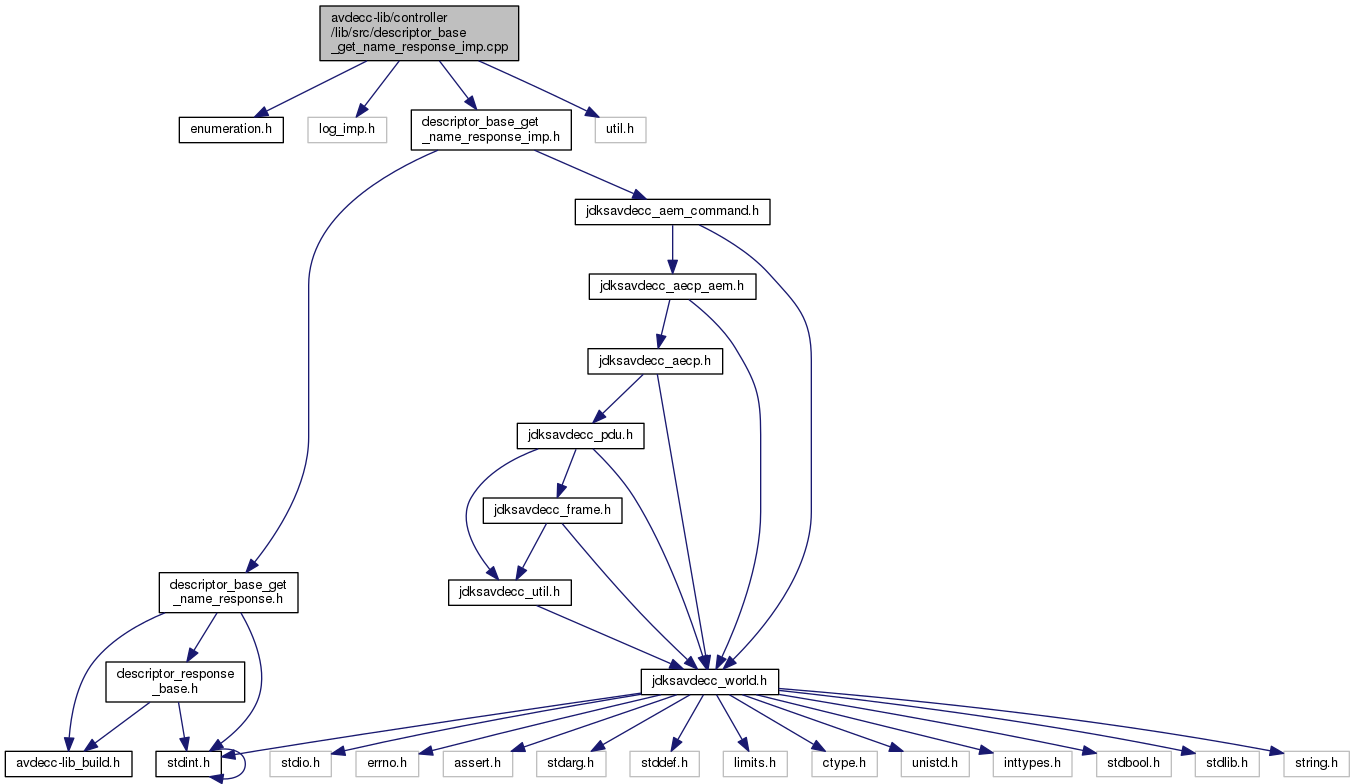 avdecc-lib/controller
/lib/src/descriptor_base
_get_name_response_imp.cpp
enumeration.h
log_imp.h
descriptor_base_get
_name_response_imp.h
util.h
jdksavdecc_aem_command.h
jdksavdecc_aecp_aem.h
jdksavdecc_aecp.h
jdksavdecc_pdu.h
jdksavdecc_frame.h
jdksavdecc_util.h
descriptor_base_get
_name_response.h
descriptor_response
_base.h
jdksavdecc_world.h
avdecc-lib_build.h
stdint.h
stdio.h
errno.h
assert.h
stdarg.h
stddef.h
limits.h
ctype.h
unistd.h
inttypes.h
stdbool.h
stdlib.h
string.h